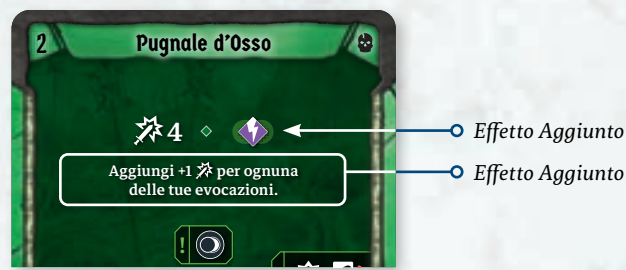 2 Pugnale d’Osso
4
Effetto Aggiunto
Aggiungi +1 per ognuna
delle tue evocazioni.
Effetto Aggiunto
!